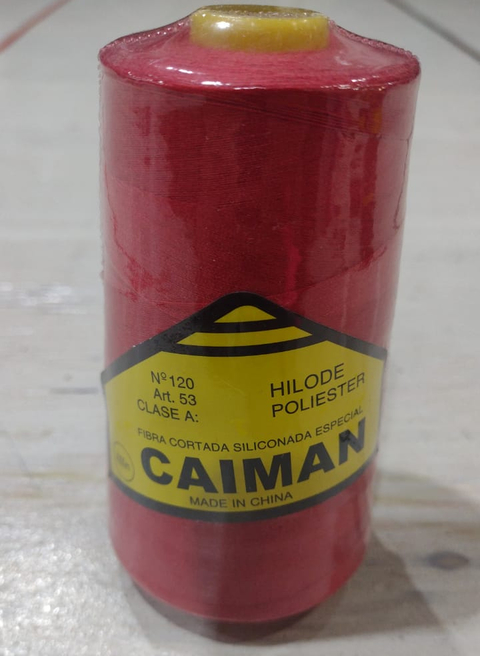 Nº120
Art. 53
CLASE A:
HILODE
POLIESTER
FIBRA CORTADA SILICONADA ESPECIAL
CAIMAN
MADE IN CHINA